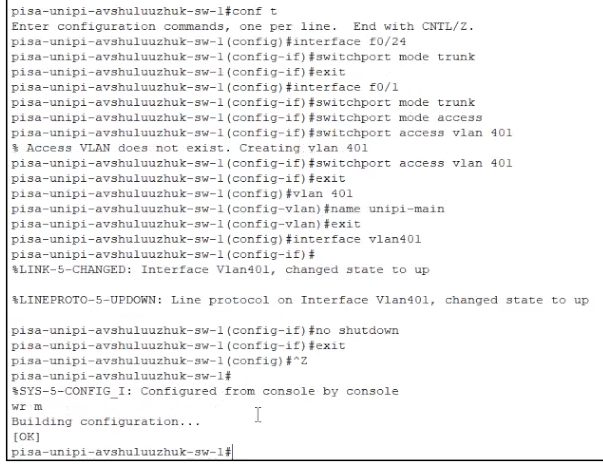 pisa-unipi-avshuluuzhuk-sw-1#conf t
Enter configuration commands, one per line.  End with CNTL/Z.
pisa-unipi-avshuluuzhuk-sw-1(config)#interface f0/24
pisa-unipi-avshuluuzhuk-sw-1(config-if)#switchport mode trunk
pisa-unipi-avshuluuzhuk-sw-1(config-if)#exit
pisa-unipi-avshuluuzhuk-sw-1(config)#interface f0/1
pisa-unipi-avshuluuzhuk-sw-1(config-if)#switchport mode trunk
pisa-unipi-avshuluuzhuk-sw-1(config-if)#switchport mode access
pisa-unipi-avshuluuzhuk-sw-1(config-if)#switchport access vlan 401
% Access VLAN does not exist. Creating vlan 401
pisa-unipi-avshuluuzhuk-sw-1(config-if)#switchport access vlan 401
pisa-unipi-avshuluuzhuk-sw-1(config-if)#exit
pisa-unipi-avshuluuzhuk-sw-1(config)#vlan 401
pisa-unipi-avshuluuzhuk-sw-1(config-vlan)#name unipi-main
pisa-unipi-avshuluuzhuk-sw-1(config-vlan)#exit
pisa-unipi-avshuluuzhuk-sw-1(config)#interface vlan401
pisa-unipi-avshuluuzhuk-sw-1(config-if)#
%LINK-5-CHANGED: Interface Vlan401, changed state to up
%LINEPROTO-5-UPDOWN: Line protocol on Interface Vlan401, changed state to up
pisa-unipi-avshuluuzhuk-sw-1(config-if)#no shutdown
pisa-unipi-avshuluuzhuk-sw-1(config-if)#exit
pisa-unipi-avshuluuzhuk-sw-1(config)#^Z
pisa-unipi-avshuluuzhuk-sw-1#
%SYS-5-CONFIG_I: Configured from console by console
wr m
Building configuration...
[OK]
pisa-unipi-avshuluuzhuk-sw-1#